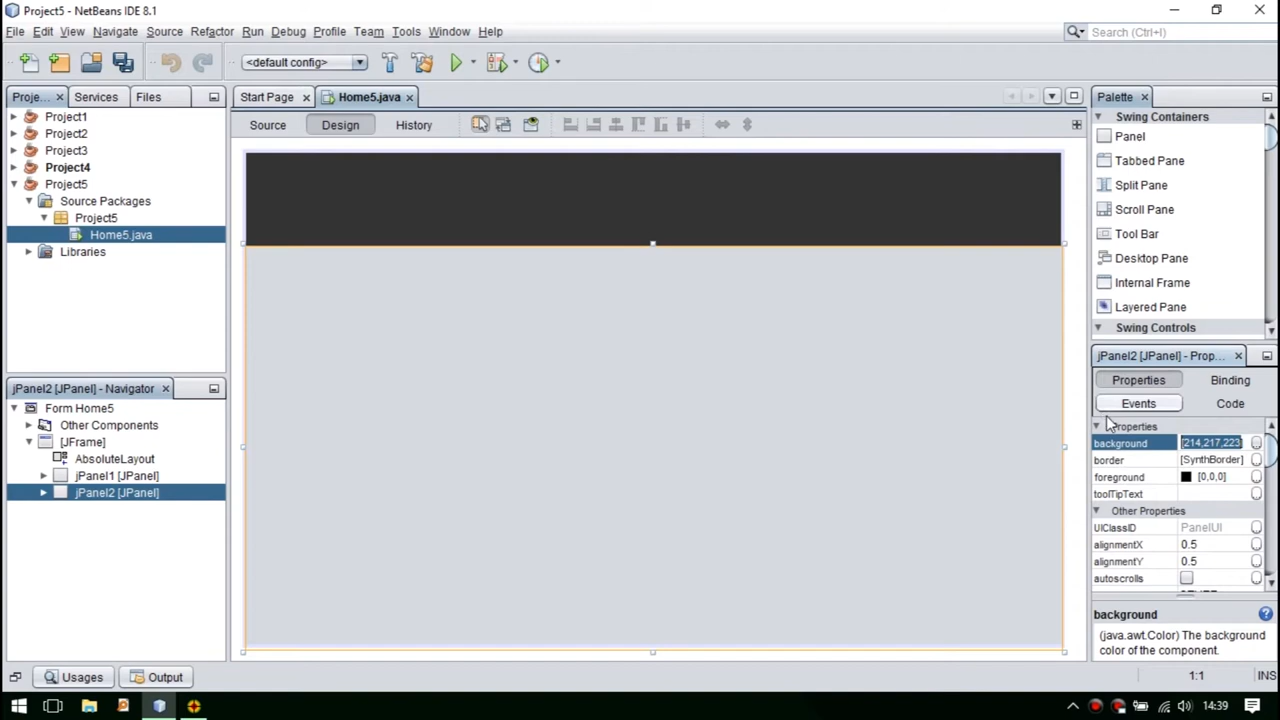 Project5 - NetBeans IDE 8.1
File Edit View Navigate Source Refactor Run Debug Profile Team Tools Window Help
Search (Ctrl+I)
<default config>
Proje... Services Files
Start Page Home5.java
Palette
Source Design History
Project1
Project2
Project3
Project4
Project5
Source Packages
Project5
Home5.java
Libraries
Swing Containers
Panel
Tabbed Pane
Split Pane
Scroll Pane
Tool Bar
Desktop Pane
Internal Frame
Layered Pane
Swing Controls
jPanel2 [JPanel] - Navigator
Form Home5
Other Components
[JFrame]
AbsoluteLayout
jPanel1 [JPanel]
jPanel2 [JPanel]
jPanel2 [JPanel] - Prop...
Properties Binding
Events Code
Properties
background [214,217,223]
border [SynthBorder]
foreground [0,0,0]
toolTipText
Other Properties
UIClassID PanelUI
alignmentX 0.5
alignmentY 0.5
autoscrolls
background
(java.awt.Color) The background
color of the component.
Usages Output
1:1 INS
14:39